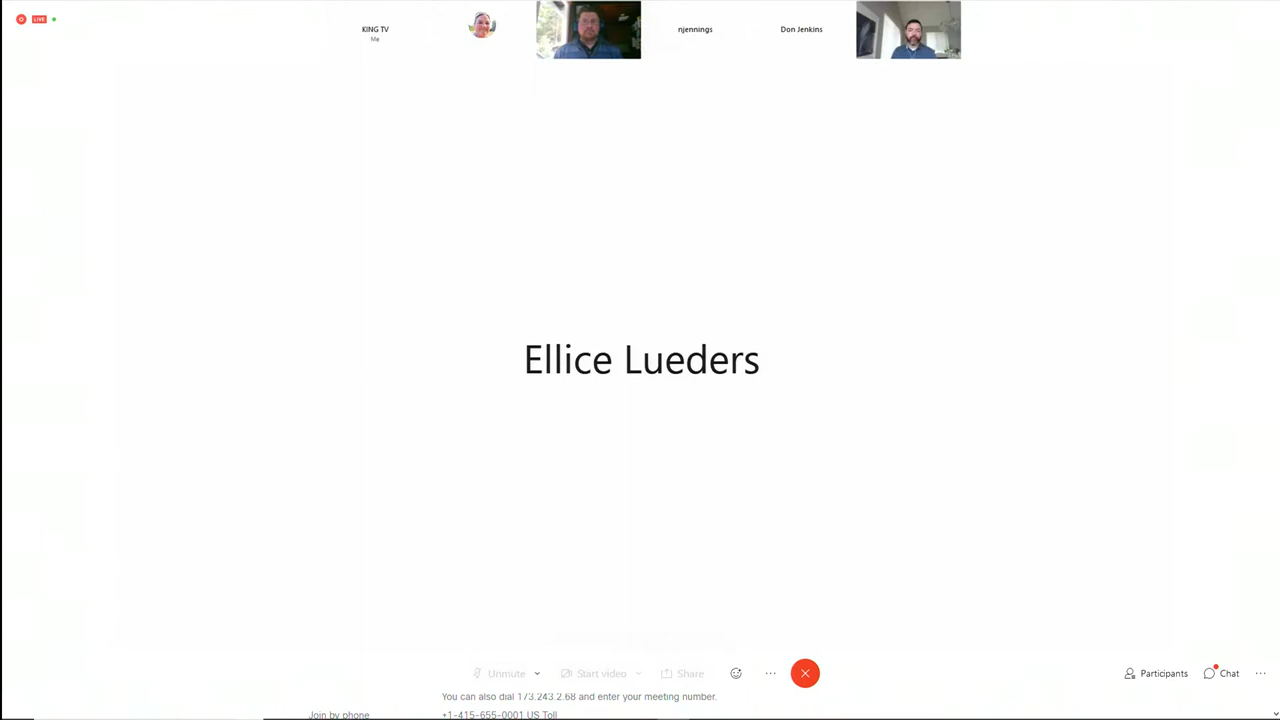 LIVE
KING TV
Me
njennings
Don Jenkins
Ellice Lueders
Unmute
Start video
Share
Participants
Chat
You can also dial 173.243.2.68 and enter your meeting number.
Join by phone
+1-415-655-0001 US Toll